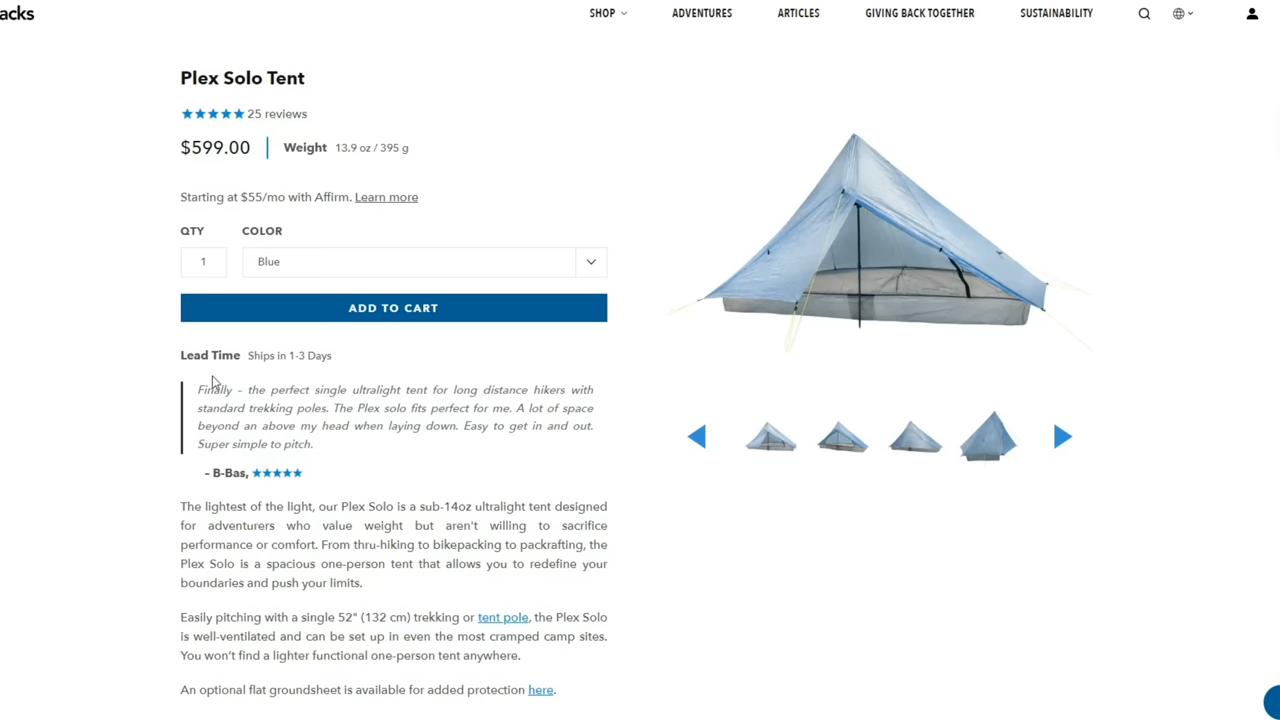 acks
SHOP
ADVENTURES
ARTICLES
GIVING BACK TOGETHER
SUSTAINABILITY
Plex Solo Tent
25 reviews
$599.00
Weight 13.9 oz / 395 g
Starting at $55/mo with Affirm. Learn more
QTY
COLOR
1
Blue
ADD TO CART
Lead Time Ships in 1-3 Days
Finally – the perfect single ultralight tent for long distance hikers with
standard trekking poles. The Plex solo fits perfect for me. A lot of space
beyond an above my head when laying down. Easy to get in and out.
Super simple to pitch.
– B-Bas,
The lightest of the light, our Plex Solo is a sub-14oz ultralight tent designed
for adventurers who value weight but aren't willing to sacrifice
performance or comfort. From thru-hiking to bikepacking to packrafting, the
Plex Solo is a spacious one-person tent that allows you to redefine your
boundaries and push your limits.
Easily pitching with a single 52" (132 cm) trekking or tent pole, the Plex Solo
is well-ventilated and can be set up in even the most cramped camp sites.
You won’t find a lighter functional one-person tent anywhere.
An optional flat groundsheet is available for added protection here.